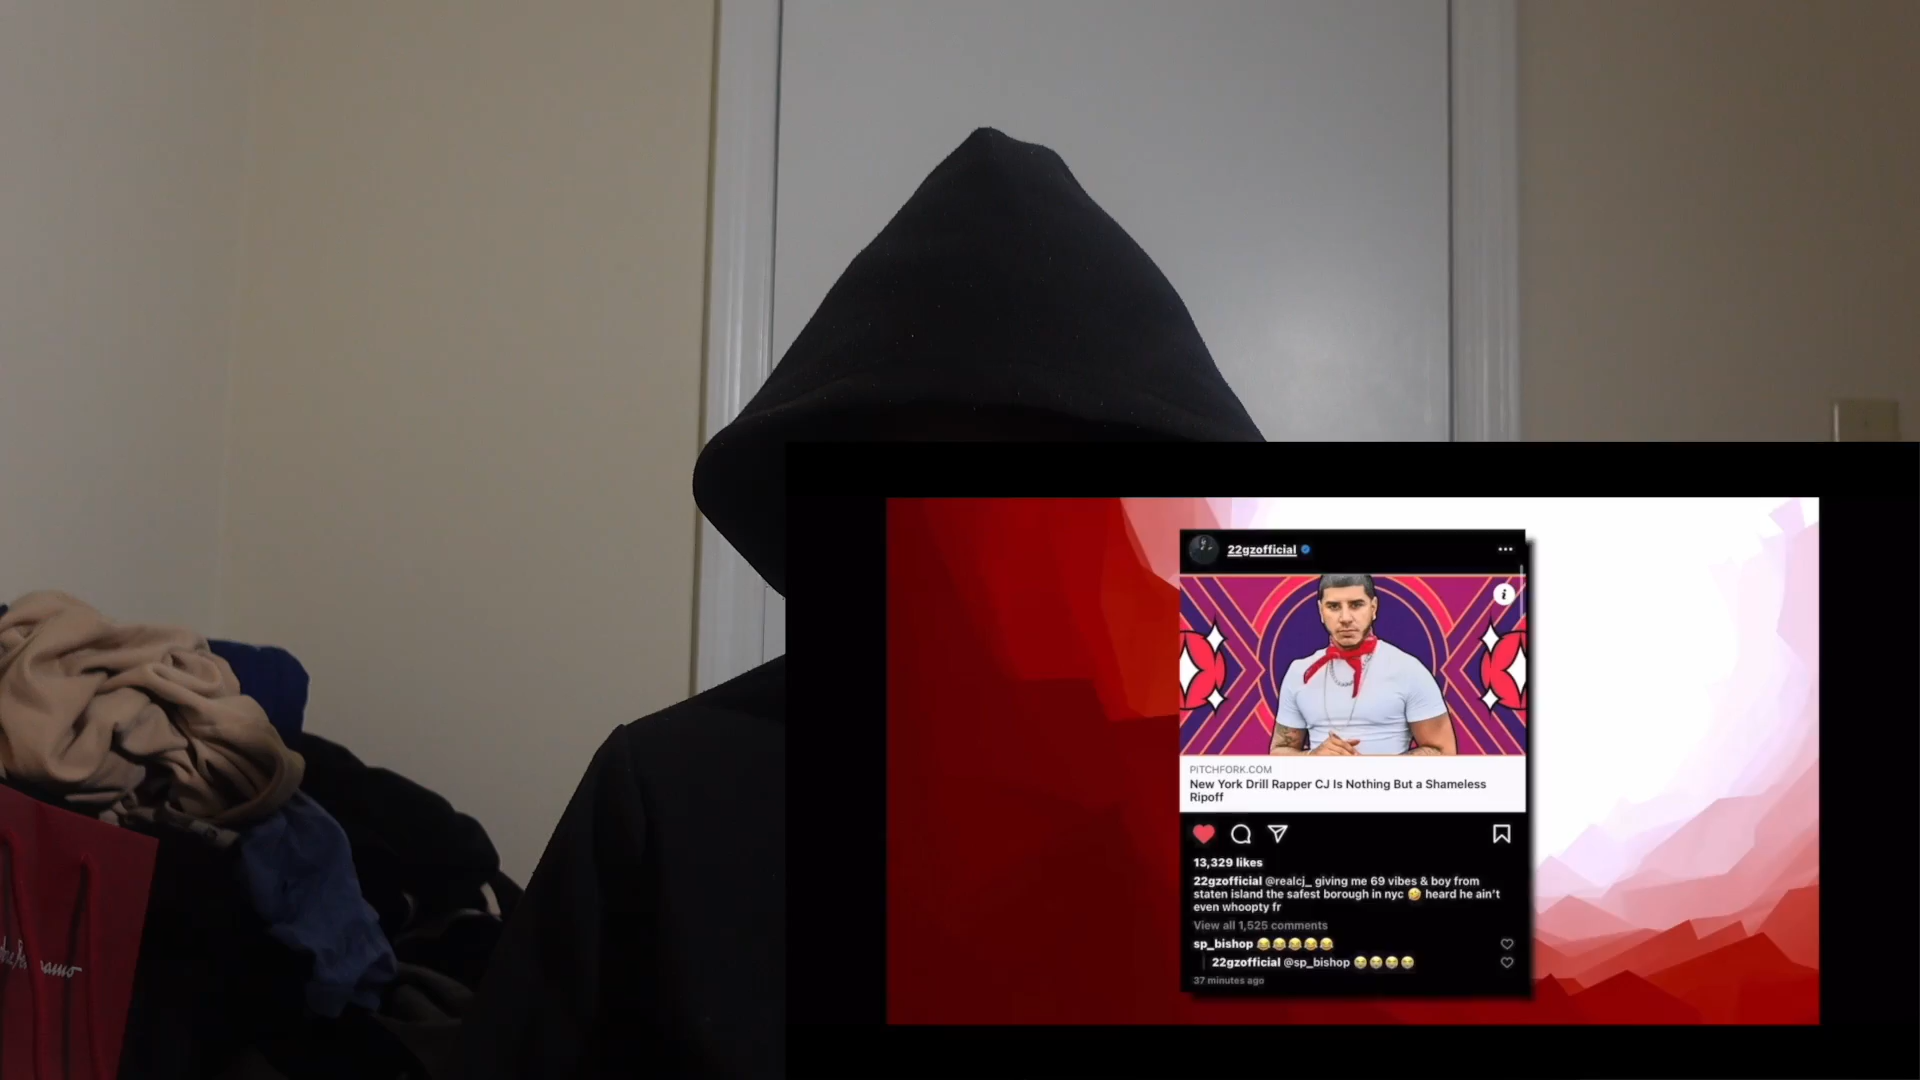 22gzofficial
PITCHFORK.COM
New York Drill Rapper CJ Is Nothing But a Shameless
Ripoff
13,329 likes
22gzofficial @realcj_ giving me 69 vibes & boy from
staten island the safest borough in nyc 🤣 heard he ain't
even whoopty fr
View all 1,525 comments
sp_bishop 😂😂😂😂😂
22gzofficial @sp_bishop 😂😂😂😂
37 minutes ago